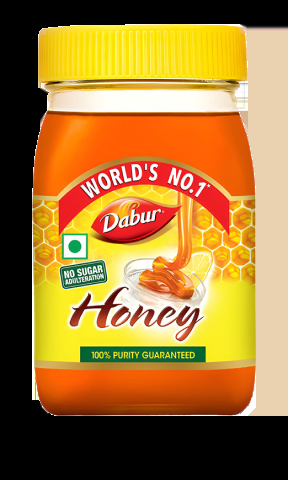 WORLD'S NO.1*
Dabur
NO SUGAR
ADULTERATION
Honey
100% PURITY GUARANTEED